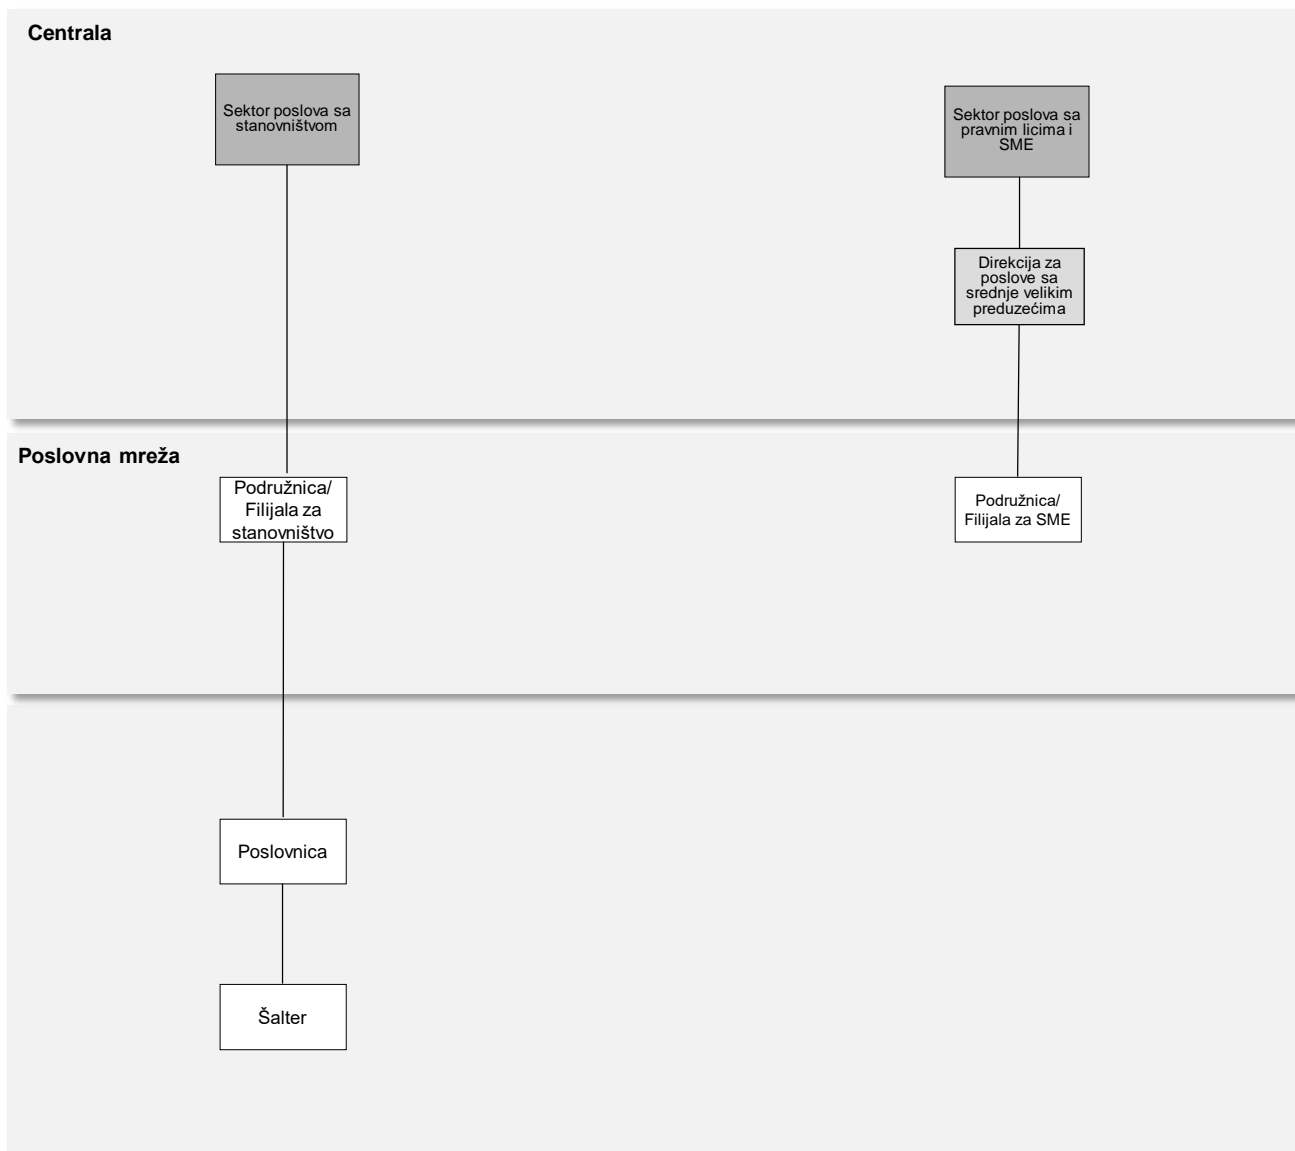 Centrala
Sektor poslova sa
stanovništvom
Sektor poslova sa
pravnim licima i
SME
Direkcija za
poslove sa
srednje velikim
preduzećima
Poslovna mreža
Podružnica/
Filijala za
stanovništvo
Podružnica/
Filijala za SME
Poslovnica
Šalter